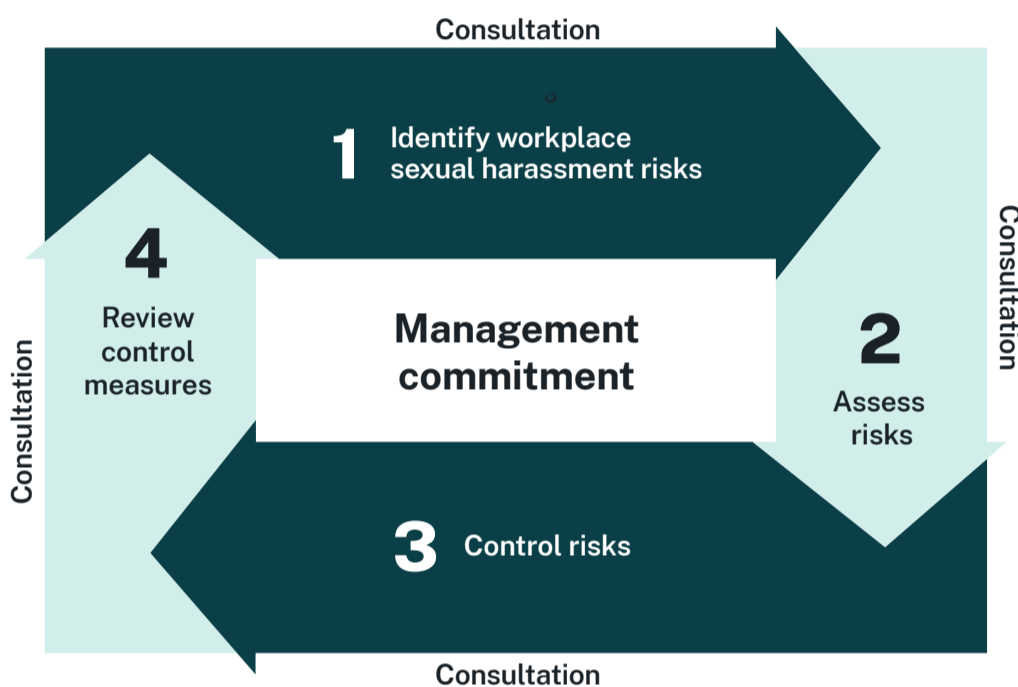 Consultation
1
Identify workplace
sexual harassment risks
Consultation
2
Assess
risks
3
Control risks
Consultation
4
Review
control
measures
Consultation
Management
commitment